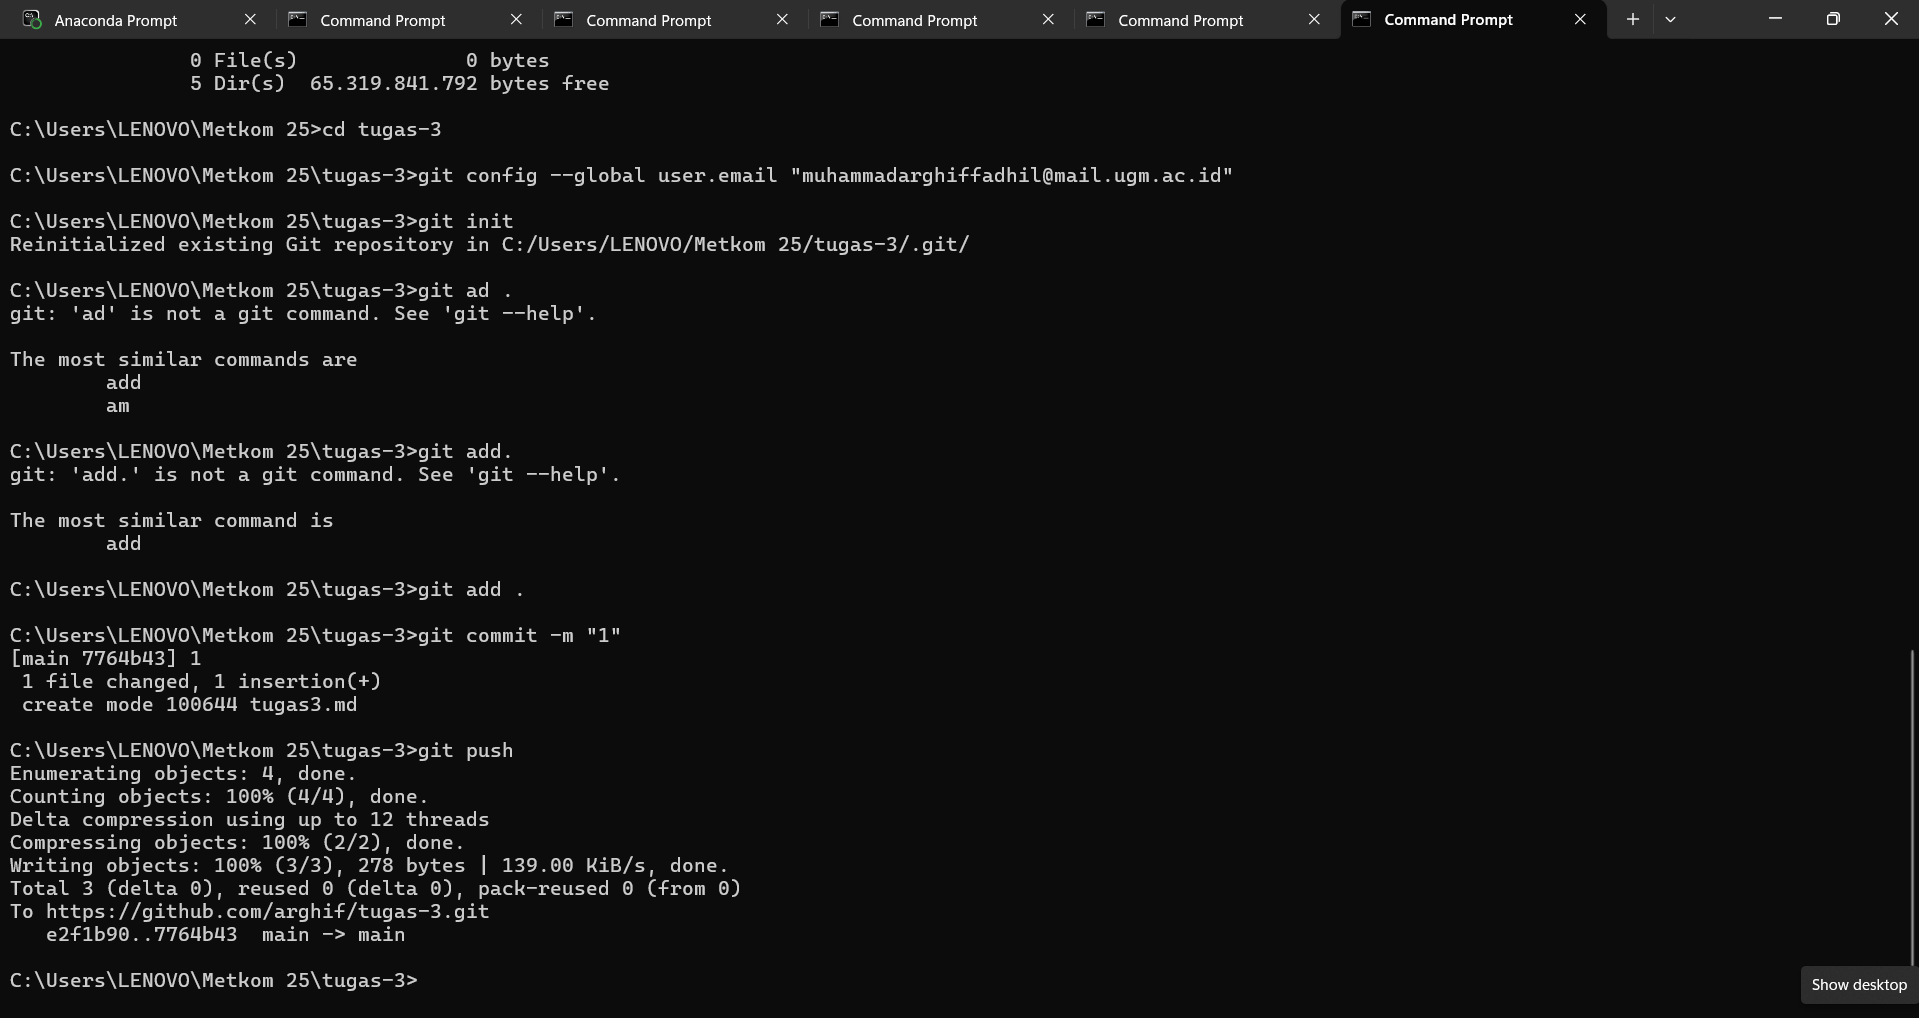 Anaconda Prompt Command Prompt Command Prompt Command Prompt Command Prompt Command Prompt
0 File(s)              0 bytes
5 Dir(s)  65.319.841.792 bytes free
C:\Users\LENOVO\Metkom 25>cd tugas-3
C:\Users\LENOVO\Metkom 25\tugas-3>git config --global user.email "muhammadarghiffadhil@mail.ugm.ac.id"
C:\Users\LENOVO\Metkom 25\tugas-3>git init
Reinitialized existing Git repository in C:/Users/LENOVO/Metkom 25/tugas-3/.git/
C:\Users\LENOVO\Metkom 25\tugas-3>git ad .
git: 'ad' is not a git command. See 'git --help'.
The most similar commands are
add
am
C:\Users\LENOVO\Metkom 25\tugas-3>git add.
git: 'add.' is not a git command. See 'git --help'.
The most similar command is
add
C:\Users\LENOVO\Metkom 25\tugas-3>git add .
C:\Users\LENOVO\Metkom 25\tugas-3>git commit -m "1"
[main 7764b43] 1
1 file changed, 1 insertion(+)
create mode 100644 tugas3.md
C:\Users\LENOVO\Metkom 25\tugas-3>git push
Enumerating objects: 4, done.
Counting objects: 100% (4/4), done.
Delta compression using up to 12 threads
Compressing objects: 100% (2/2), done.
Writing objects: 100% (3/3), 278 bytes | 139.00 KiB/s, done.
Total 3 (delta 0), reused 0 (delta 0), pack-reused 0 (from 0)
To https://github.com/arghif/tugas-3.git
e2f1b90..7764b43  main -> main
C:\Users\LENOVO\Metkom 25\tugas-3>
Show desktop